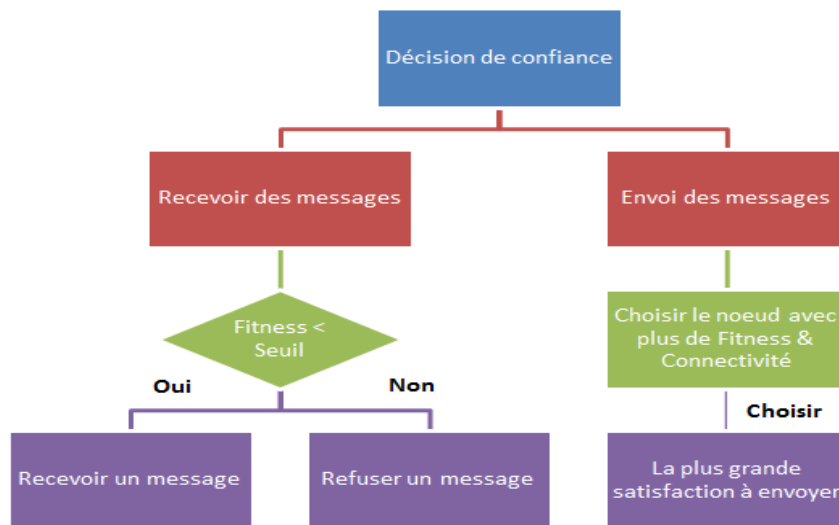 Décision de confiance
Recevoir des messages
Envoi des messages
Fitness <
Seuil
Choisir le noeud avec
plus de Fitness &
Connectivité
Oui
Non
Choisir
Recevoir un message
Refuser un message
La plus grande
satisfaction à envoyer